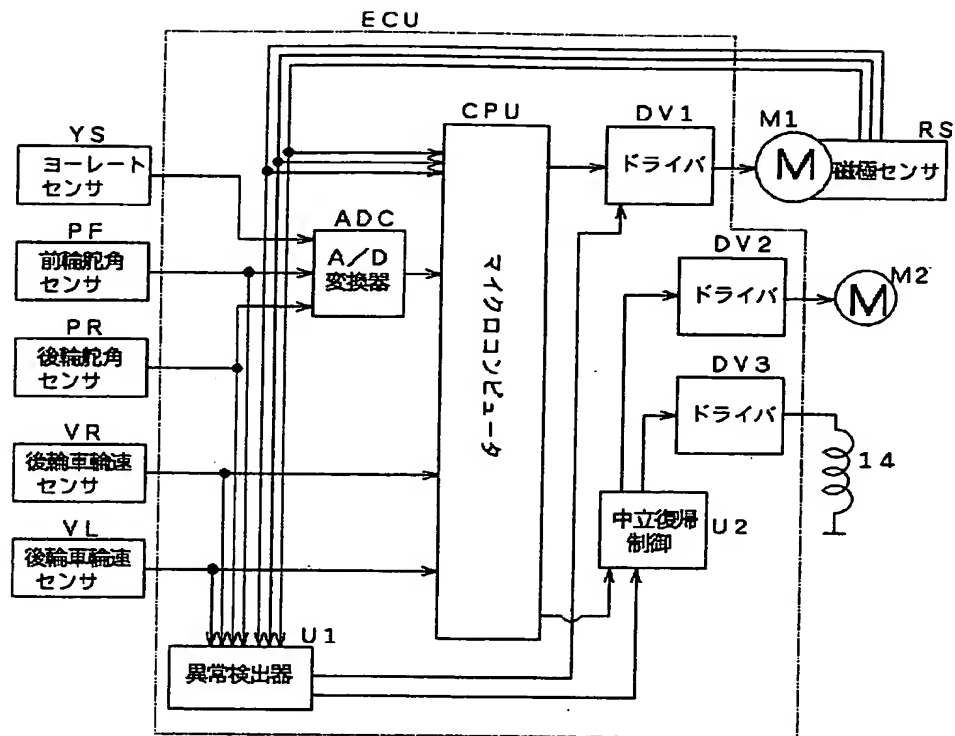 ECU
YS
ヨーレート
センサ
PF
前輪舵角
センサ
PR
後輪舵角
センサ
VR
後輪車輪速
センサ
VL
後輪車輪速
センサ
ADC
A/D
変換器
CPU
マイクロコンピュータ
DV1
ドライバ
M1
M
RS
磁極センサ
DV2
ドライバ
M2
M
DV3
ドライバ
14
中立復帰
制御
U2
U1
異常検出器